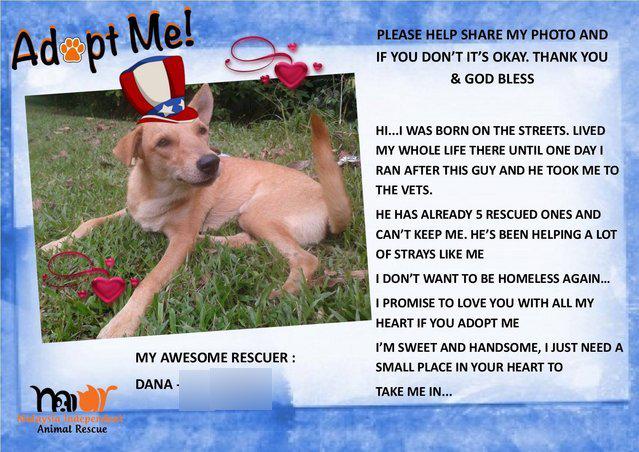 Adopt Me!
PLEASE HELP SHARE MY PHOTO AND
IF YOU DON'T IT'S OKAY. THANK YOU
& GOD BLESS
HI...I WAS BORN ON THE STREETS. LIVED
MY WHOLE LIFE THERE UNTIL ONE DAY I
RAN AFTER THIS GUY AND HE TOOK ME TO
THE VETS.
HE HAS ALREADY 5 RESCUED ONES AND
CAN'T KEEP ME. HE'S BEEN HELPING A LOT
OF STRAYS LIKE ME
I DON'T WANT TO BE HOMELESS AGAIN...
I PROMISE TO LOVE YOU WITH ALL MY
HEART IF YOU ADOPT ME
I'M SWEET AND HANDSOME, I JUST NEED A
SMALL PLACE IN YOUR HEART TO
TAKE ME IN...
MY AWESOME RESCUER :
DANA -
Malaysia Independent
Animal Rescue